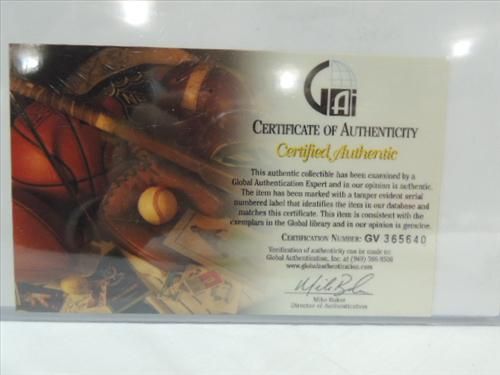 GAi
CERTIFICATE OF AUTHENTICITY
Certified Authentic
This authentic collectible has been examined by a
Global Authentication Expert and in our opinion is authentic.
The item has been marked with a tamper evident serial
numbered label that identifies the item in our database and
matches this certificate. This item is consistent with the
exemplars in the Global library and in our opinion is genuine.
CERTIFICATION NUMBER: GV 365640
Verification of authenticity can be made to:
Global Authentication, Inc. at (949)
www.globalauthentication.com
Mike Baker
Mike Baker
Director of Authentication